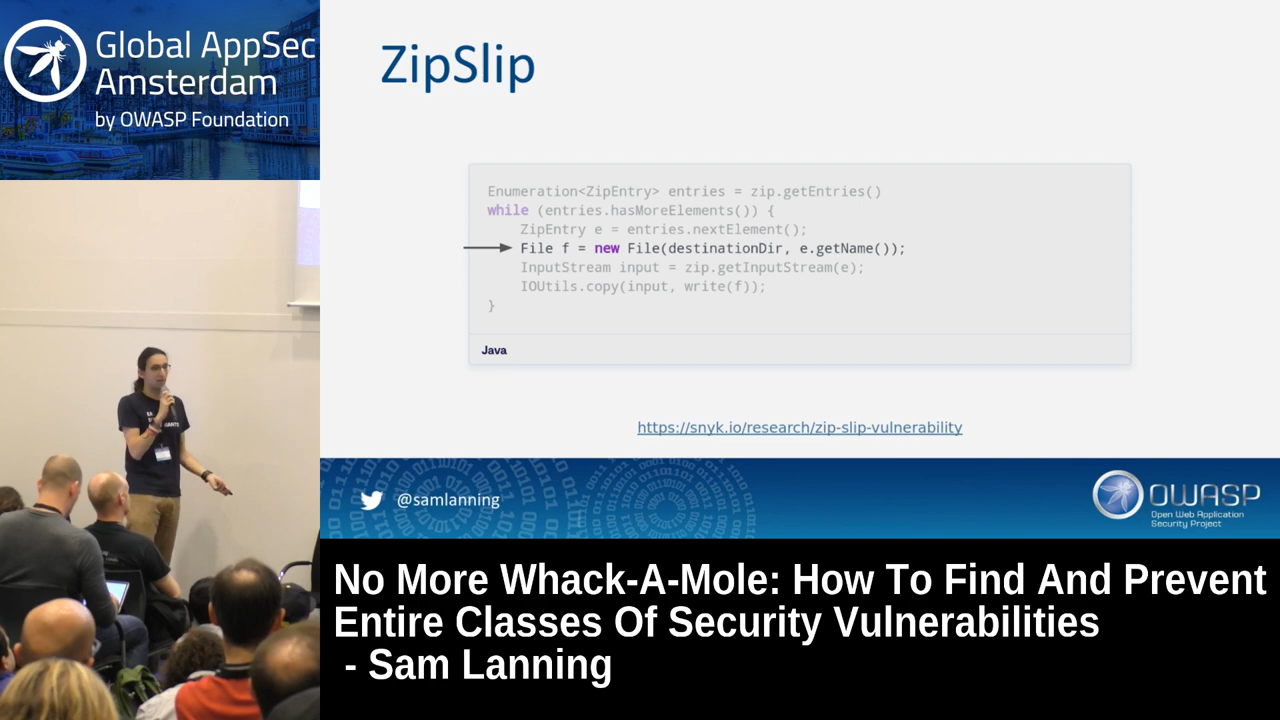 Global AppSec
Amsterdam
by OWASP Foundation
ZipSlip
Enumeration<ZipEntry> entries = zip.getEntries()
while (entries.hasMoreElements()) {
ZipEntry e = entries.nextElement();
File f = new File(destinationDir, e.getName());
InputStream input = zip.getInputStream(e);
IOUtils.copy(input, write(f));
}
Java
https://snyk.io/research/zip-slip-vulnerability
@samlanning
OWASP
Open Web Application
Security Project
No More Whack-A-Mole: How To Find And Prevent
Entire Classes Of Security Vulnerabilities
- Sam Lanning